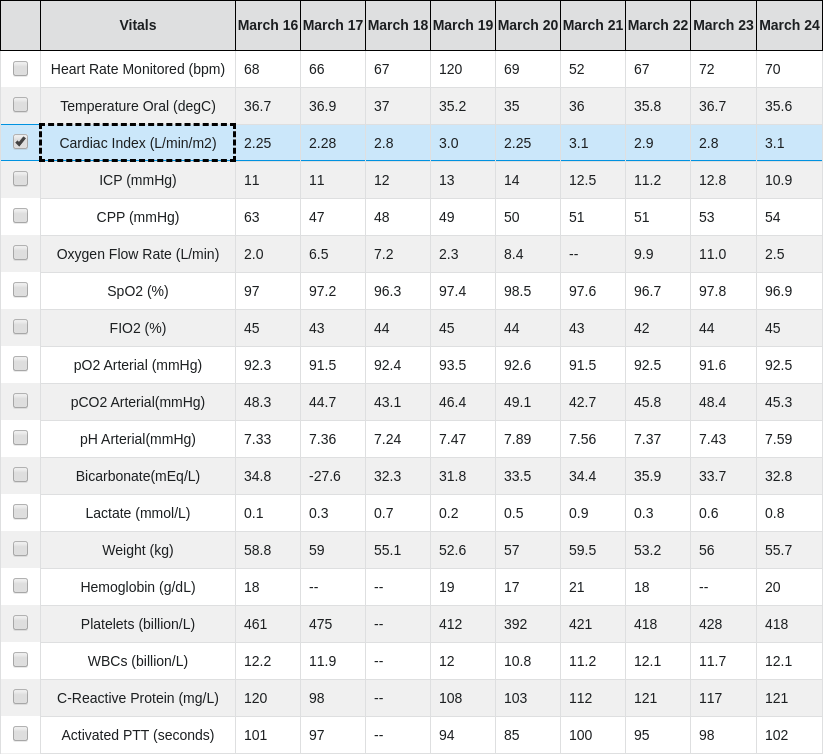 Vitals March 16 March 17 March 18 March 19 March 20 March 21 March 22 March 23 March 24
Heart Rate Monitored (bpm) 68 66 67 120 69 52 67 72 70
Temperature Oral (degC) 36.7 36.9 37 35.2 35 36 35.8 36.7 35.6
Cardiac Index (L/min/m2) 2.25 2.28 2.8 3.0 2.25 3.1 2.9 2.8 3.1
ICP (mmHg) 11 11 12 13 14 12.5 11.2 12.8 10.9
CPP (mmHg) 63 47 48 49 50 51 51 53 54
Oxygen Flow Rate (L/min) 2.0 6.5 7.2 2.3 8.4 -- 9.9 11.0 2.5
SpO2 (%) 97 97.2 96.3 97.4 98.5 97.6 96.7 97.8 96.9
FIO2 (%) 45 43 44 45 44 43 42 44 45
pO2 Arterial (mmHg) 92.3 91.5 92.4 93.5 92.6 91.5 92.5 91.6 92.5
pCO2 Arterial(mmHg) 48.3 44.7 43.1 46.4 49.1 42.7 45.8 48.4 45.3
pH Arterial(mmHg) 7.33 7.36 7.24 7.47 7.89 7.56 7.37 7.43 7.59
Bicarbonate(mEq/L) 34.8 -27.6 32.3 31.8 33.5 34.4 35.9 33.7 32.8
Lactate (mmol/L) 0.1 0.3 0.7 0.2 0.5 0.9 0.3 0.6 0.8
Weight (kg) 58.8 59 55.1 52.6 57 59.5 53.2 56 55.7
Hemoglobin (g/dL) 18 -- -- 19 17 21 18 -- 20
Platelets (billion/L) 461 475 -- 412 392 421 418 428 418
WBCs (billion/L) 12.2 11.9 -- 12 10.8 11.2 12.1 11.7 12.1
C-Reactive Protein (mg/L) 120 98 -- 108 103 112 121 117 121
Activated PTT (seconds) 101 97 -- 94 85 100 95 98 102